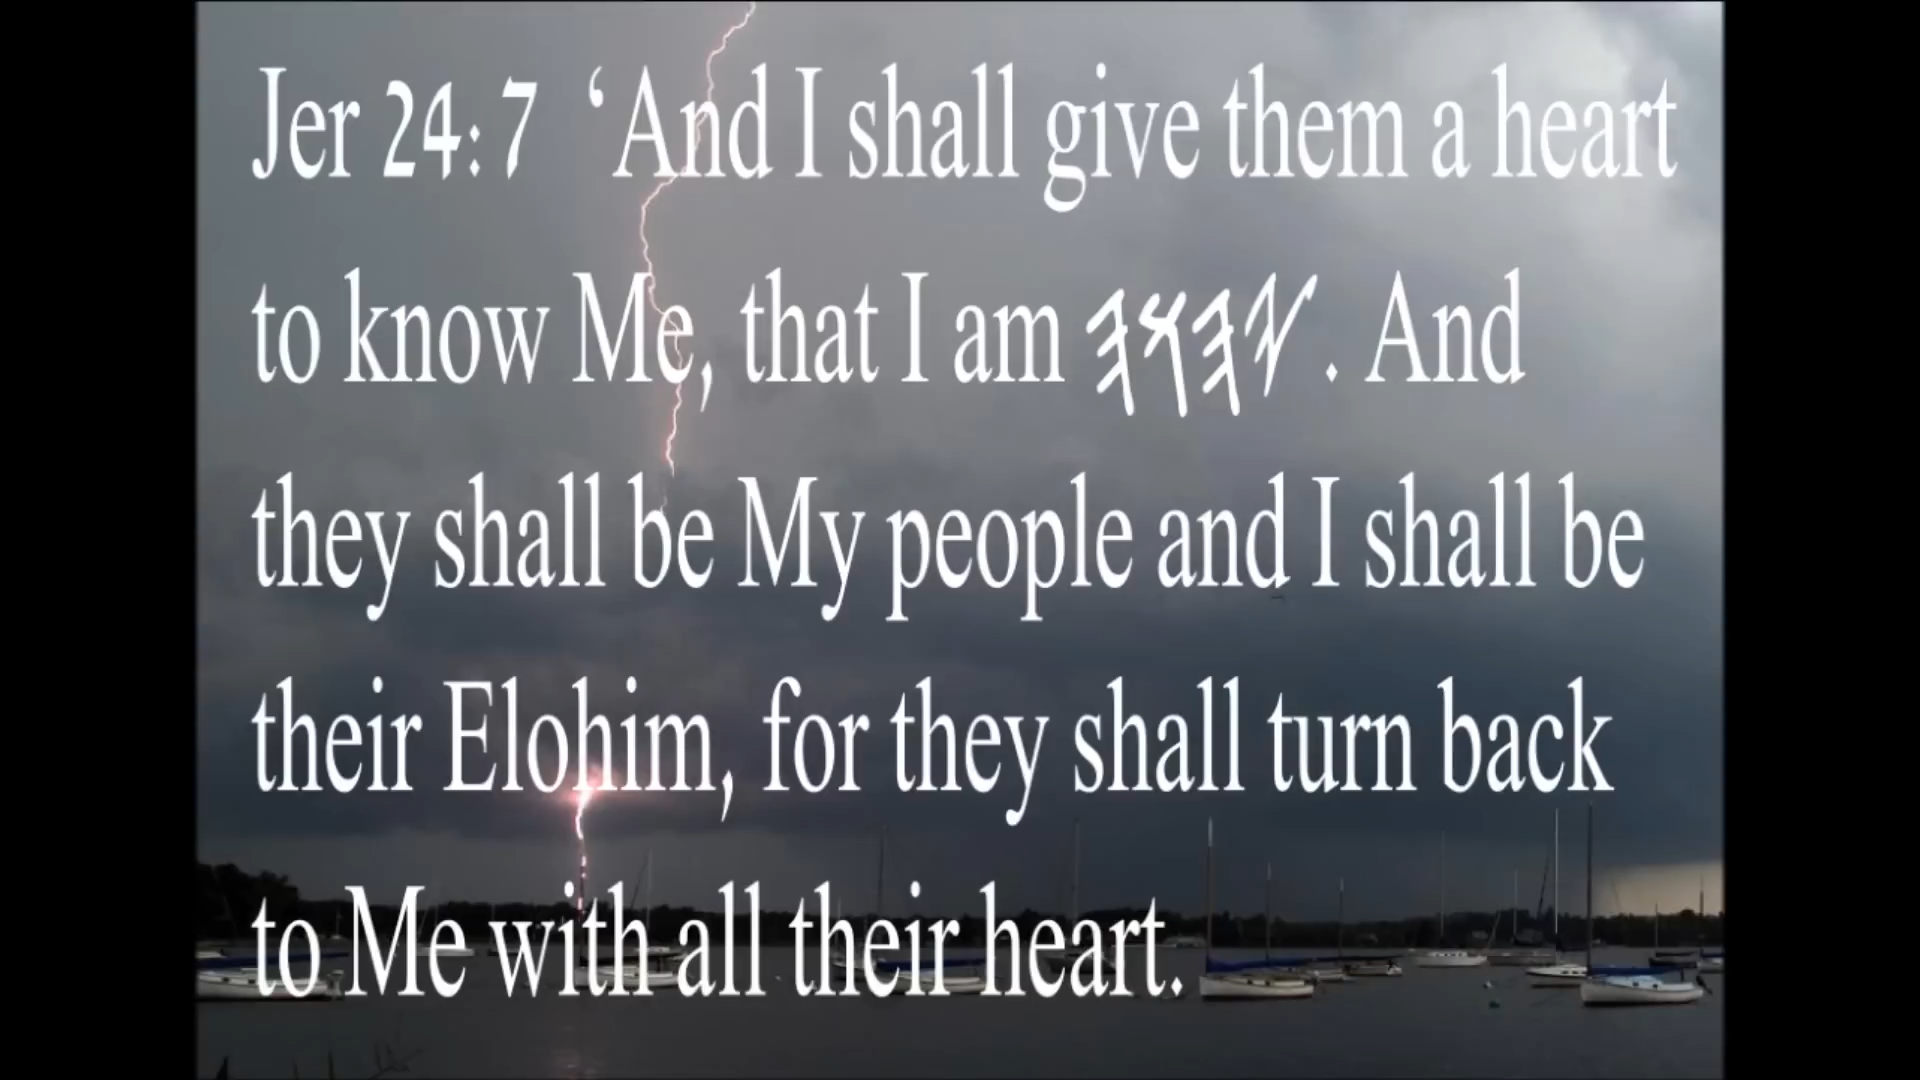 Jer 24:7 ‘And I shall give them a heart
to know Me, that I am 𐤉𐤄𐤅𐤄. And
they shall be My people and I shall be
their Elohim, for they shall turn back
to Me with all their heart.